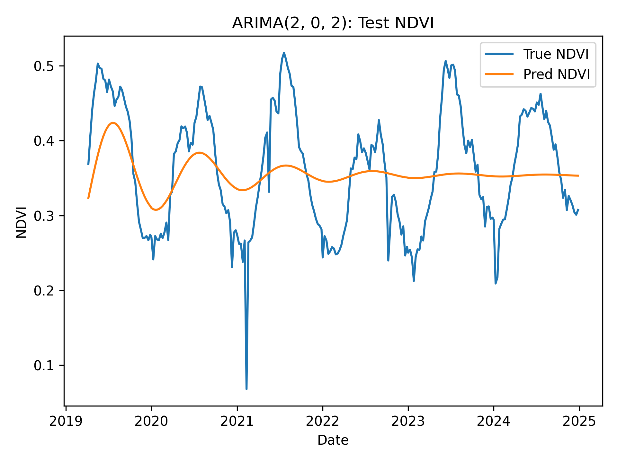 ARIMA(2, 0, 2): Test NDVI
True NDVI
Pred NDVI
NDVI
0.5
0.4
0.3
0.2
0.1
2019 2020 2021 2022 2023 2024 2025
Date